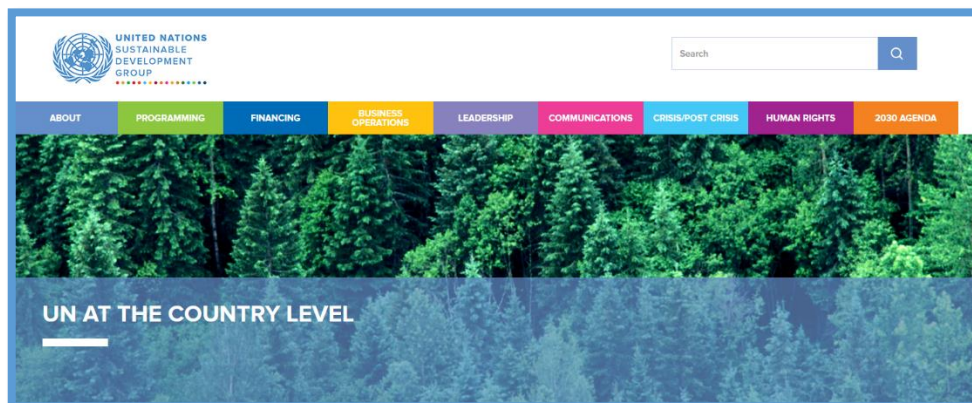 UNITED NATIONS
SUSTAINABLE
DEVELOPMENT
GROUP
Search
ABOUT
PROGRAMMING
FINANCING
BUSINESS
OPERATIONS
LEADERSHIP
COMMUNICATIONS
CRISIS/POST CRISIS
HUMAN RIGHTS
2030 AGENDA
UN AT THE COUNTRY LEVEL